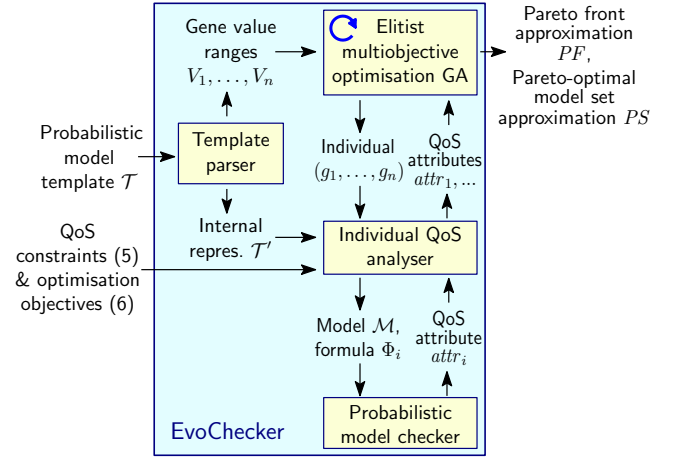 Gene value
ranges
V₁, . . . , Vₙ
Elitist
multiobjective
optimisation GA
Pareto front
approximation
PF,
Pareto-optimal
model set
approximation PS
Probabilistic
model
template 𝒯
Template
parser
Individual
(g₁, . . . , gₙ)
QoS
attributes
attr₁, ...
Internal
repres. 𝒯′
Individual QoS
analyser
QoS
constraints (5)
& optimisation
objectives (6)
Model ℳ,
formula Φᵢ
QoS
attribute
attrᵢ
Probabilistic
model checker
EvoChecker